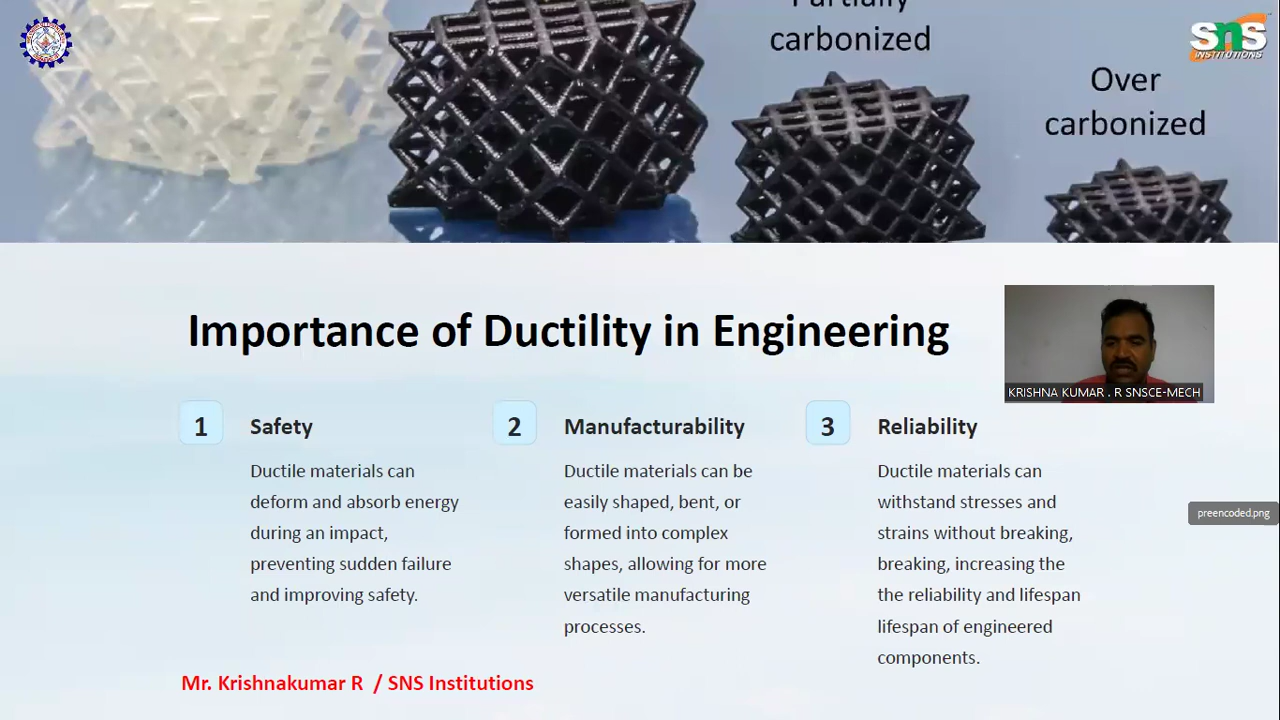 Partially
carbonized
sns
INSTITUTIONS
Over
carbonized
Importance of Ductility in Engineering
KRISHNA KUMAR . R SNSCE-MECH
1
Safety
Ductile materials can
deform and absorb energy
during an impact,
preventing sudden failure
and improving safety.
2
Manufacturability
Ductile materials can be
easily shaped, bent, or
formed into complex
shapes, allowing for more
versatile manufacturing
processes.
3
Reliability
Ductile materials can
withstand stresses and
strains without breaking,
breaking, increasing the
the reliability and lifespan
lifespan of engineered
components.
preencoded.png
Mr. Krishnakumar R / SNS Institutions